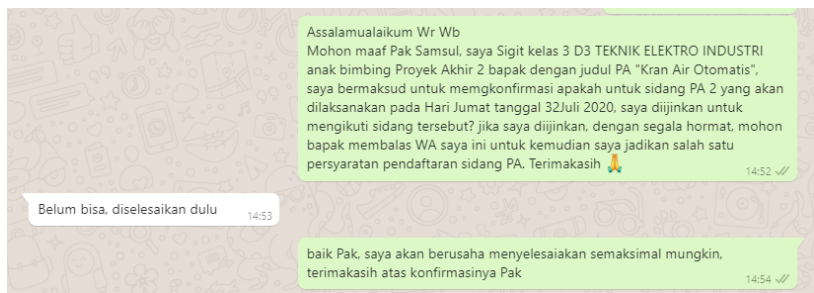 Assalamualaikum Wr Wb
Mohon maaf Pak Samsul, saya Sigit kelas 3 D3 TEKNIK ELEKTRO INDUSTRI
anak bimbing Proyek Akhir 2 bapak dengan judul PA "Kran Air Otomatis",
saya bermaksud untuk memgkonfirmasi apakah untuk sidang PA 2 yang akan
dilaksanakan pada Hari Jumat tanggal 32Juli 2020, saya diijinkan untuk
mengikuti sidang tersebut? jika saya diijinkan, dengan segala hormat, mohon
bapak membalas WA saya ini untuk kemudian saya jadikan salah satu
persyaratan pendaftaran sidang PA. Terimakasih 🙏
14:52
Belum bisa, diselesaikan dulu
14:53
baik Pak, saya akan berusaha menyelesaiakan semaksimal mungkin,
terimakasih atas konfirmasinya Pak
14:54